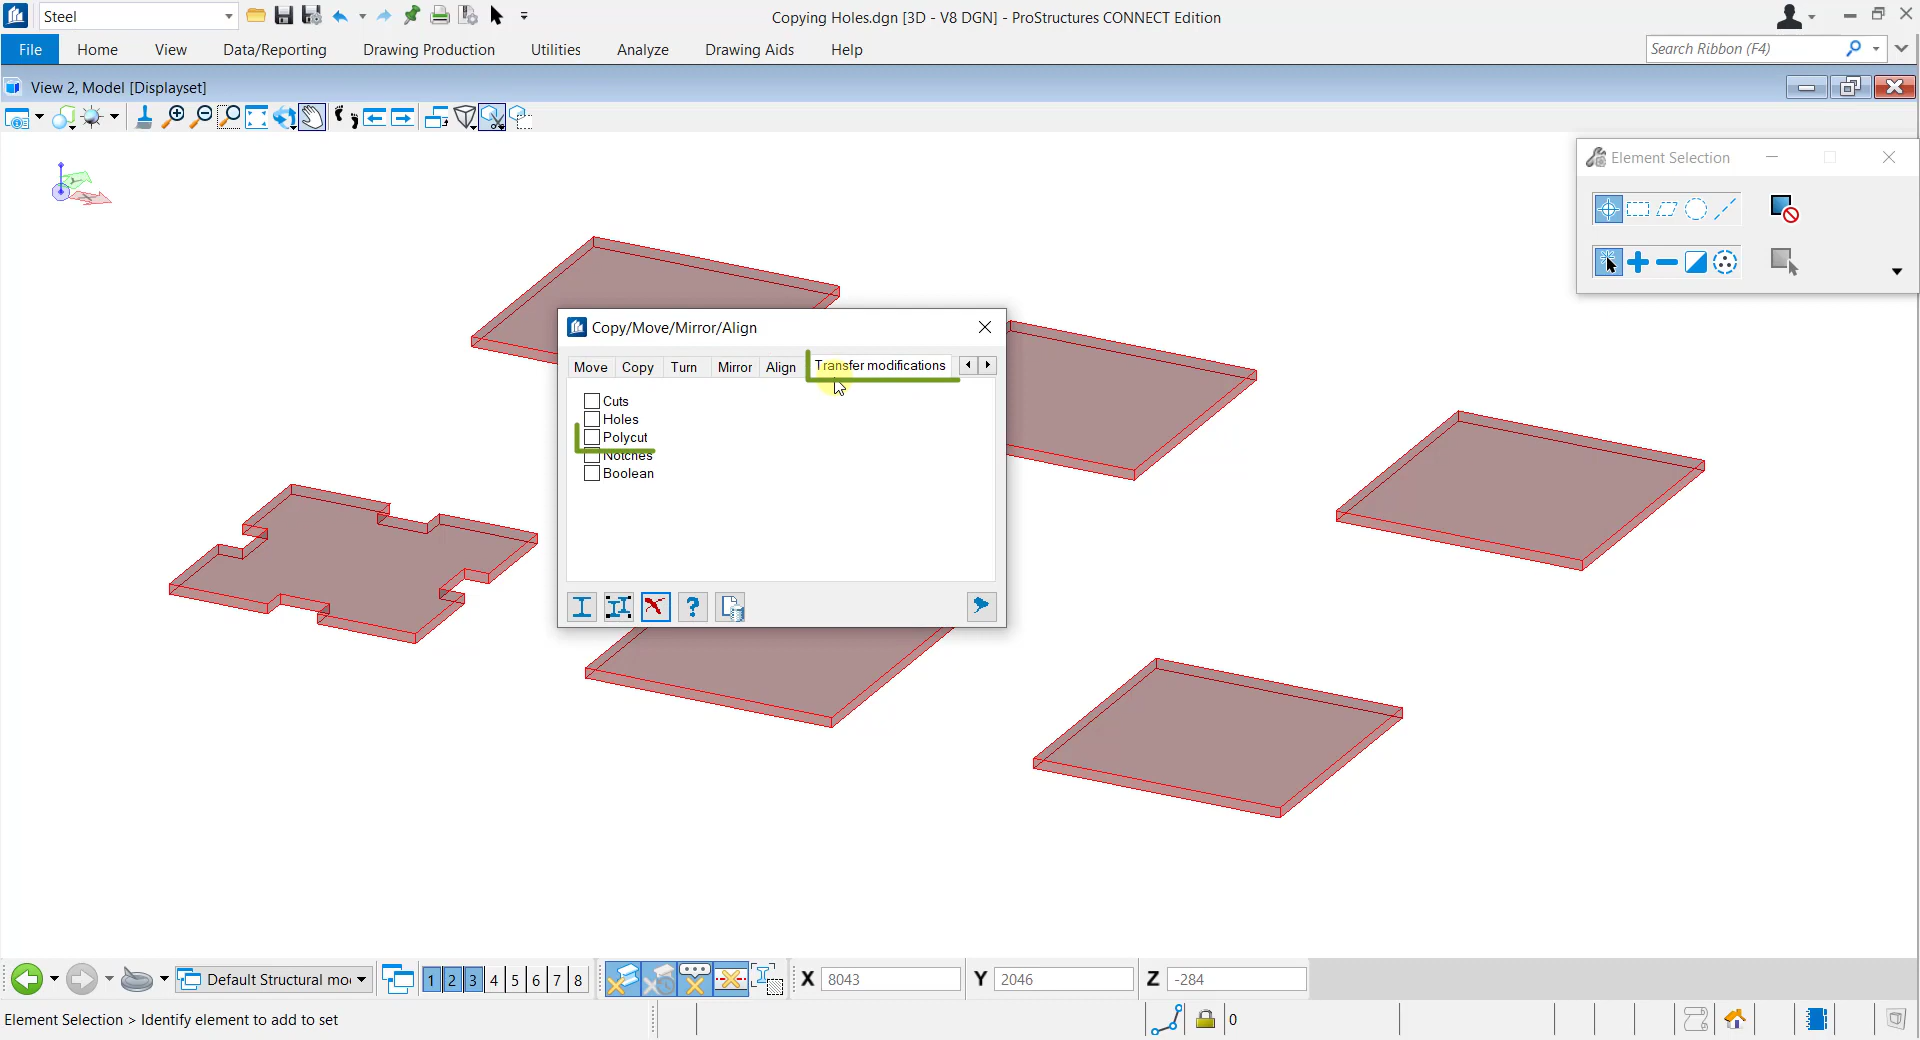 Steel
Copying Holes.dgn [3D - V8 DGN] - ProStructures CONNECT Edition
File Home View Data/Reporting Drawing Production Utilities Analyze Drawing Aids Help
Search Ribbon (F4)
View 2, Model [Displayset]
Element Selection
Copy/Move/Mirror/Align
Move Copy Turn Mirror Align Transfer modifications
Cuts
Holes
Polycut
Notches
Boolean
Default Structural mo
1 2 3 4 5 6 7 8
X 8043 Y 2046 Z -284
Element Selection > Identify element to add to set
0